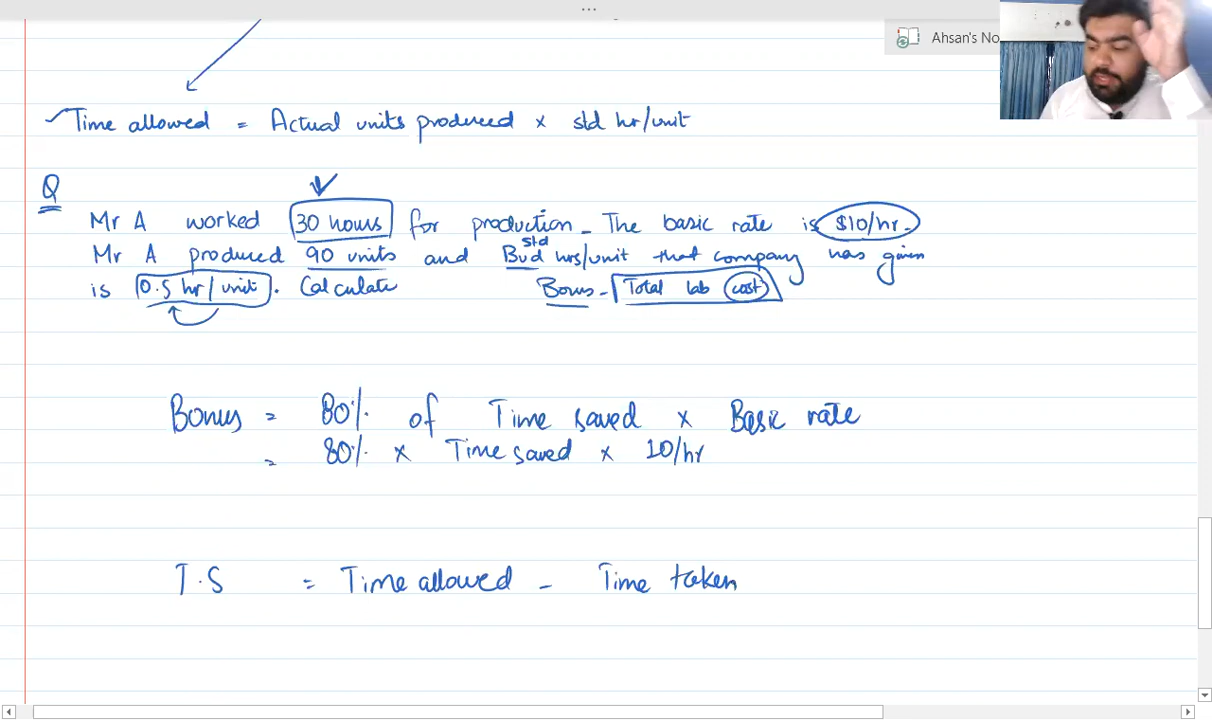 Ahsan's No
Time allowed = Actual units produced × std hr/unit
Q
Mr A worked 30 hours for production - The basic rate is $10/hr.
std
Mr A produced 90 units and Bud hrs/unit that company has given
is 0.5 hr/unit. Calculate Bonus - Total lab cost
Bonus = 80% of Time saved × Basic rate
= 80% × Time saved × 10/hr
T.S = Time allowed - Time taken